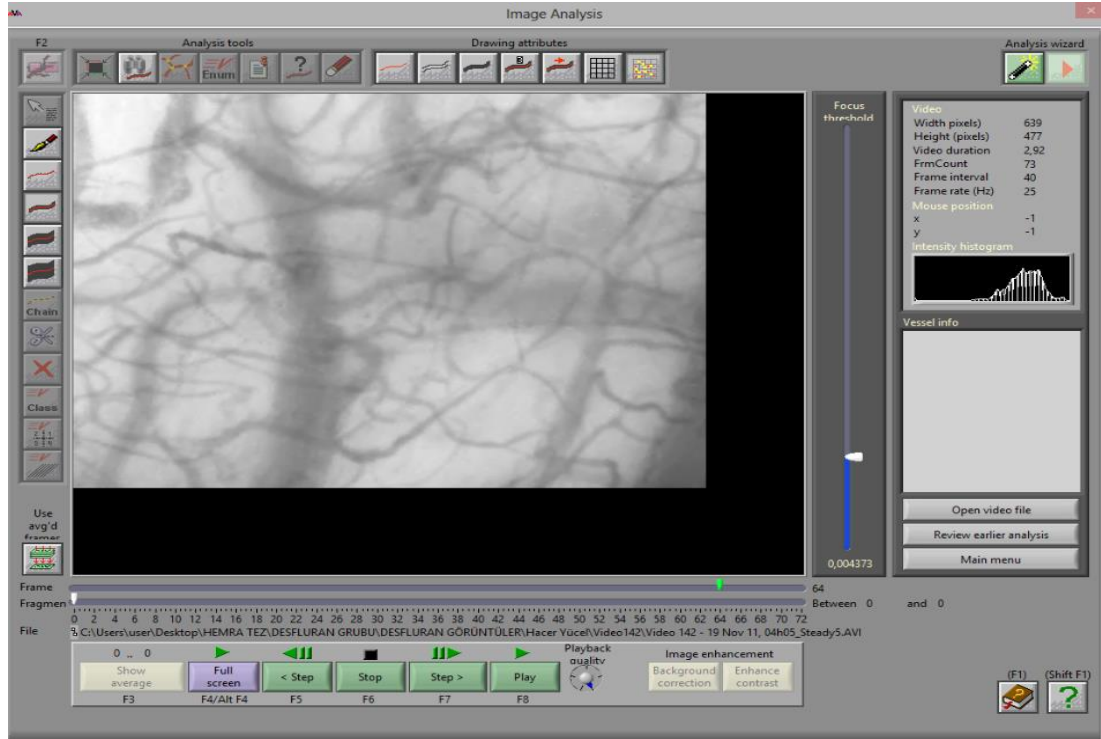 Image Analysis
F2
Analysis tools
Drawing attributes
Analysis wizard
Enum
Focus
threshold
Video
Width pixels) 639
Height (pixels) 477
Video duration 2,92
FrmCount 73
Frame interval 40
Frame rate (Hz) 25
Mouse position
x -1
y -1
Intensity histogram
Chain
Class
Vessel info
Use
avg'd
frames
0,004373
Open video file
Review earlier analysis
Main menu
Frame 64
Fragmen Between 0 and 0
0 2 4 6 8 10 12 14 16 18 20 22 24 26 28 30 32 34 36 38 40 42 44 46 48 50 52 54 56 58 60 62 64 66 68 70 72
File C:\Users\user\Desktop\HEMRA TEZ\DESFLURAN GRUBU\DESFLURAN GÖRÜNTÜLER\Hacer Yücel\Video142\Video 142 - 19 Nov 11, 04h05_Steady5.AVI
0 .. 0
Playback
quality
Image enhancement
Show
average
Full
screen
< Step
Stop
Step >
Play
Background
correction
Enhance
contrast
F3 F4/Alt F4 F5 F6 F7 F8
(F1) (Shift F1)